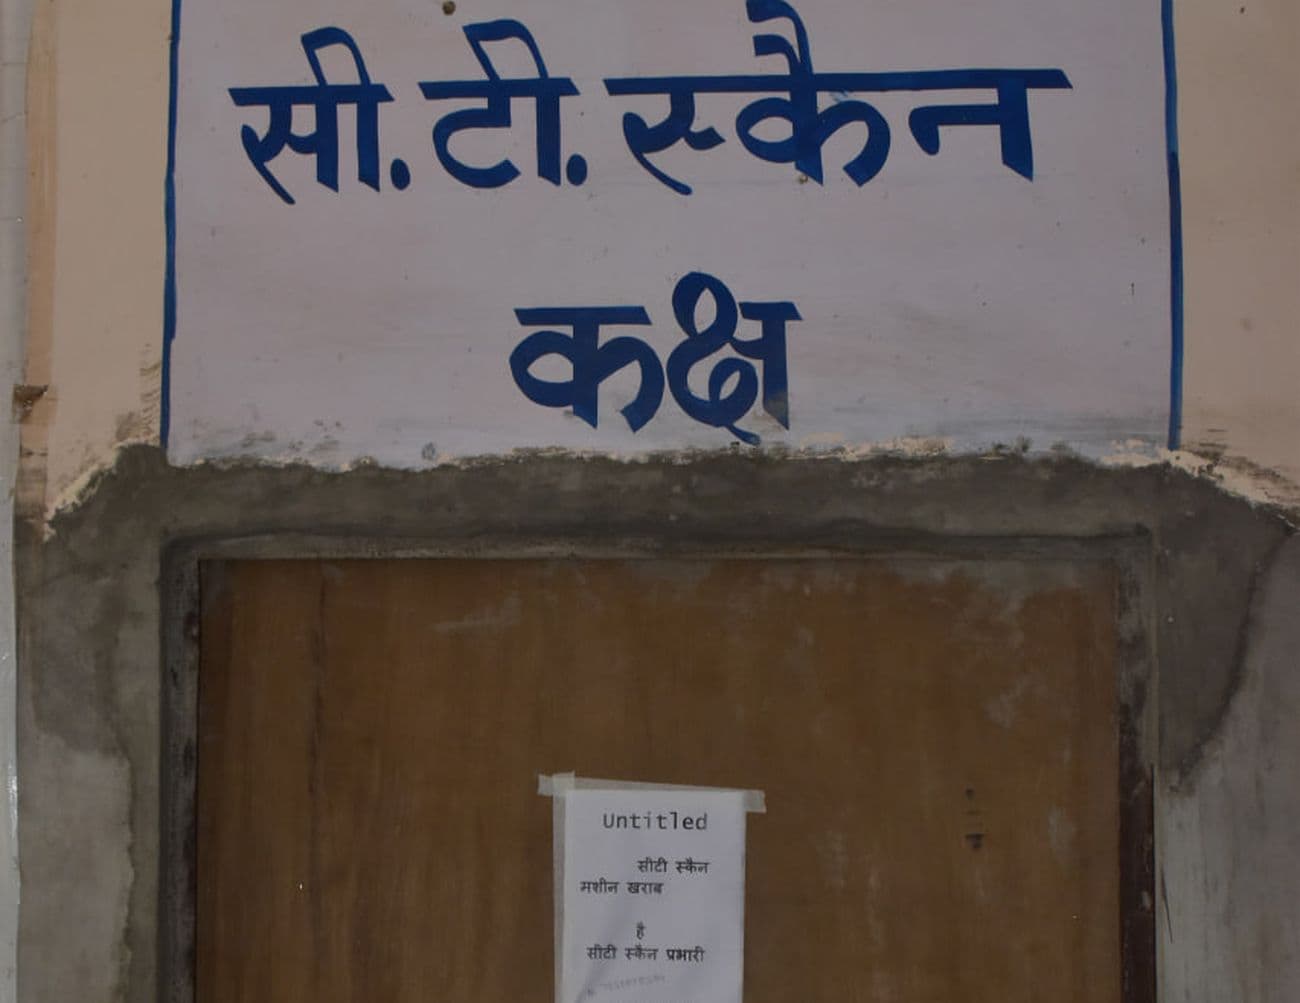 सी.टी.स्कैन
कक्ष
Untitled
सीटी स्कैन
मशीन खराब
है
सीटी स्कैन प्रभारी